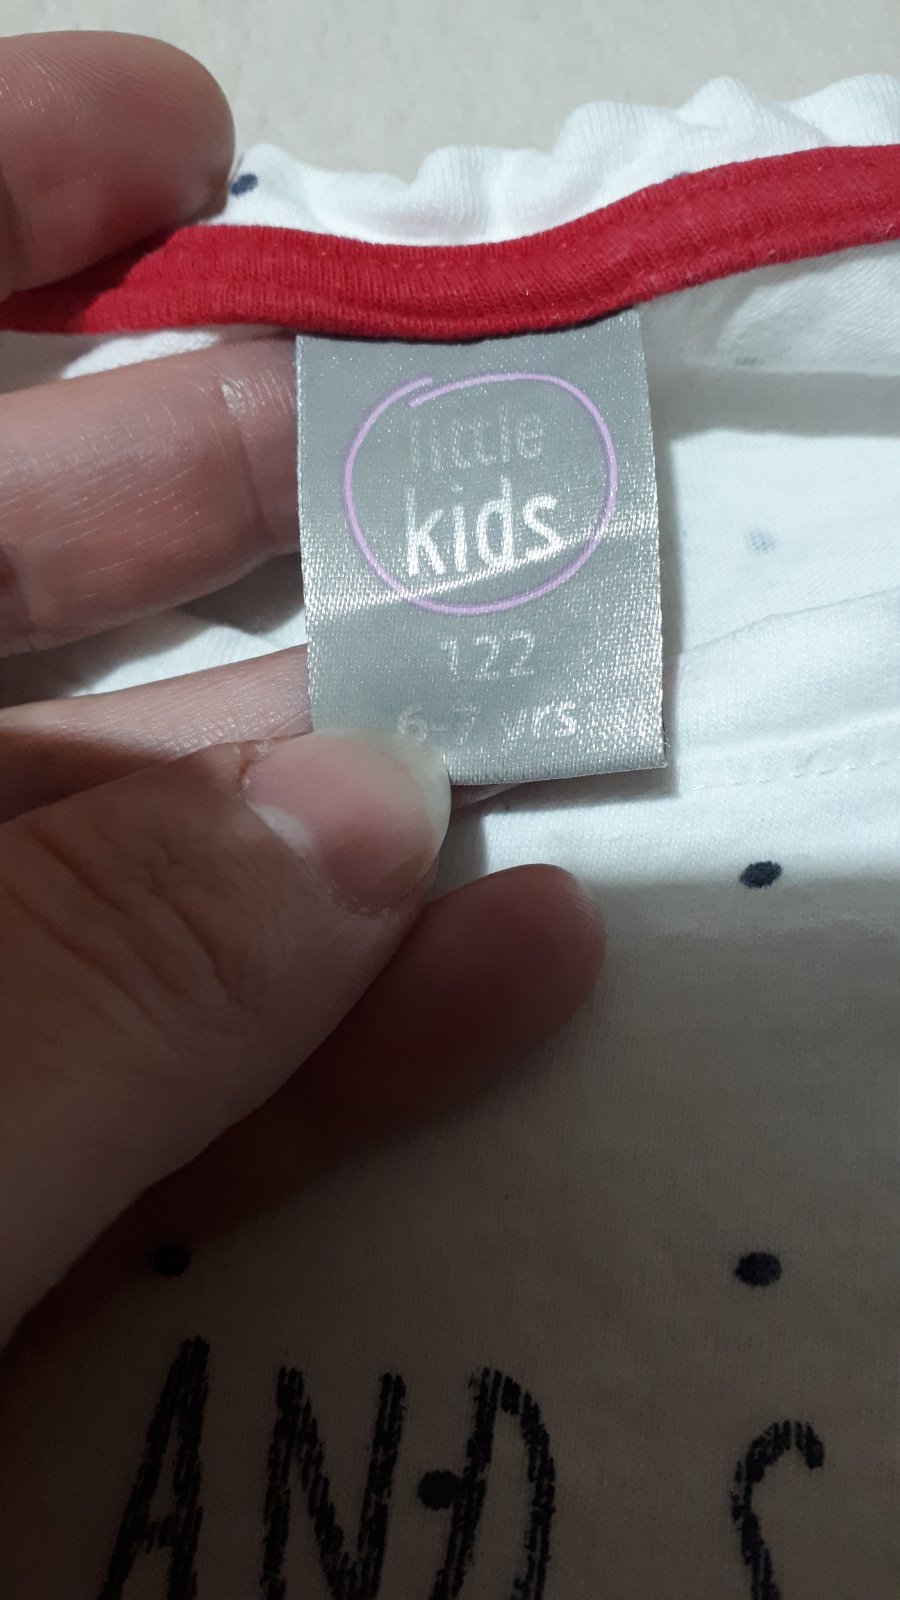 little
kids
122
6-7 yrs
AND